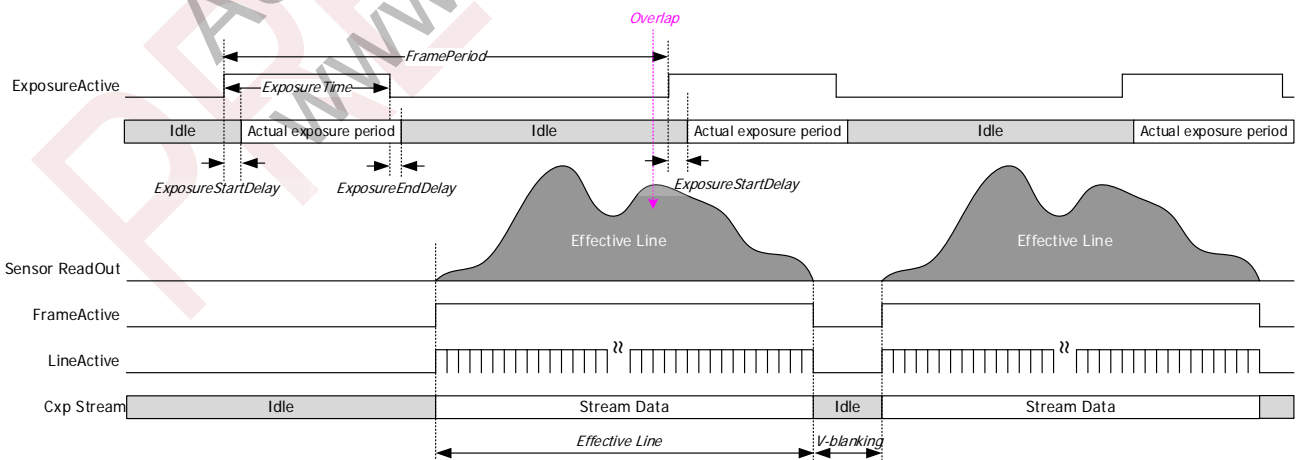 Overlap
FramePeriod
ExposureActive
ExposureTime
Idle Actual exposure period Idle Actual exposure period Idle Actual exposure period
ExposureStartDelay ExposureEndDelay ExposureStartDelay
Effective Line Effective Line
Sensor ReadOut
FrameActive
LineActive
≈ ≈
Cxp Stream Idle Stream Data Idle Stream Data
Effective Line V-blanking
www